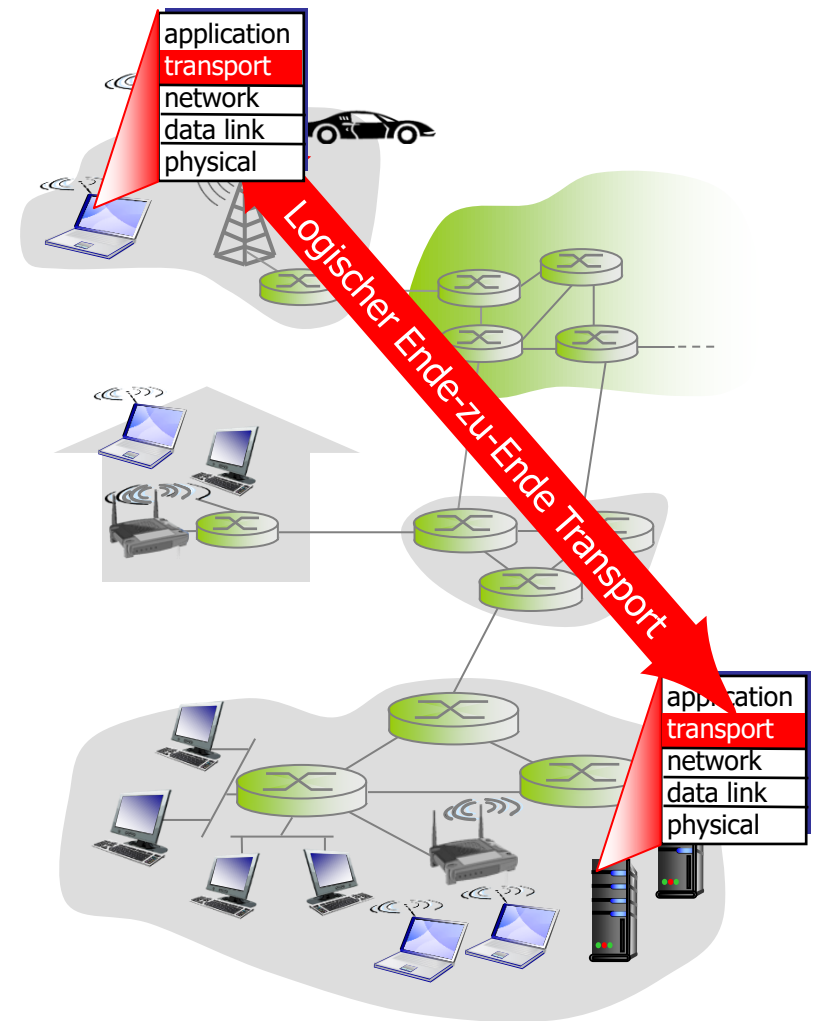 application
transport
network
data link
physical
Logischer Ende-zu-Ende Transport
application
transport
network
data link
physical